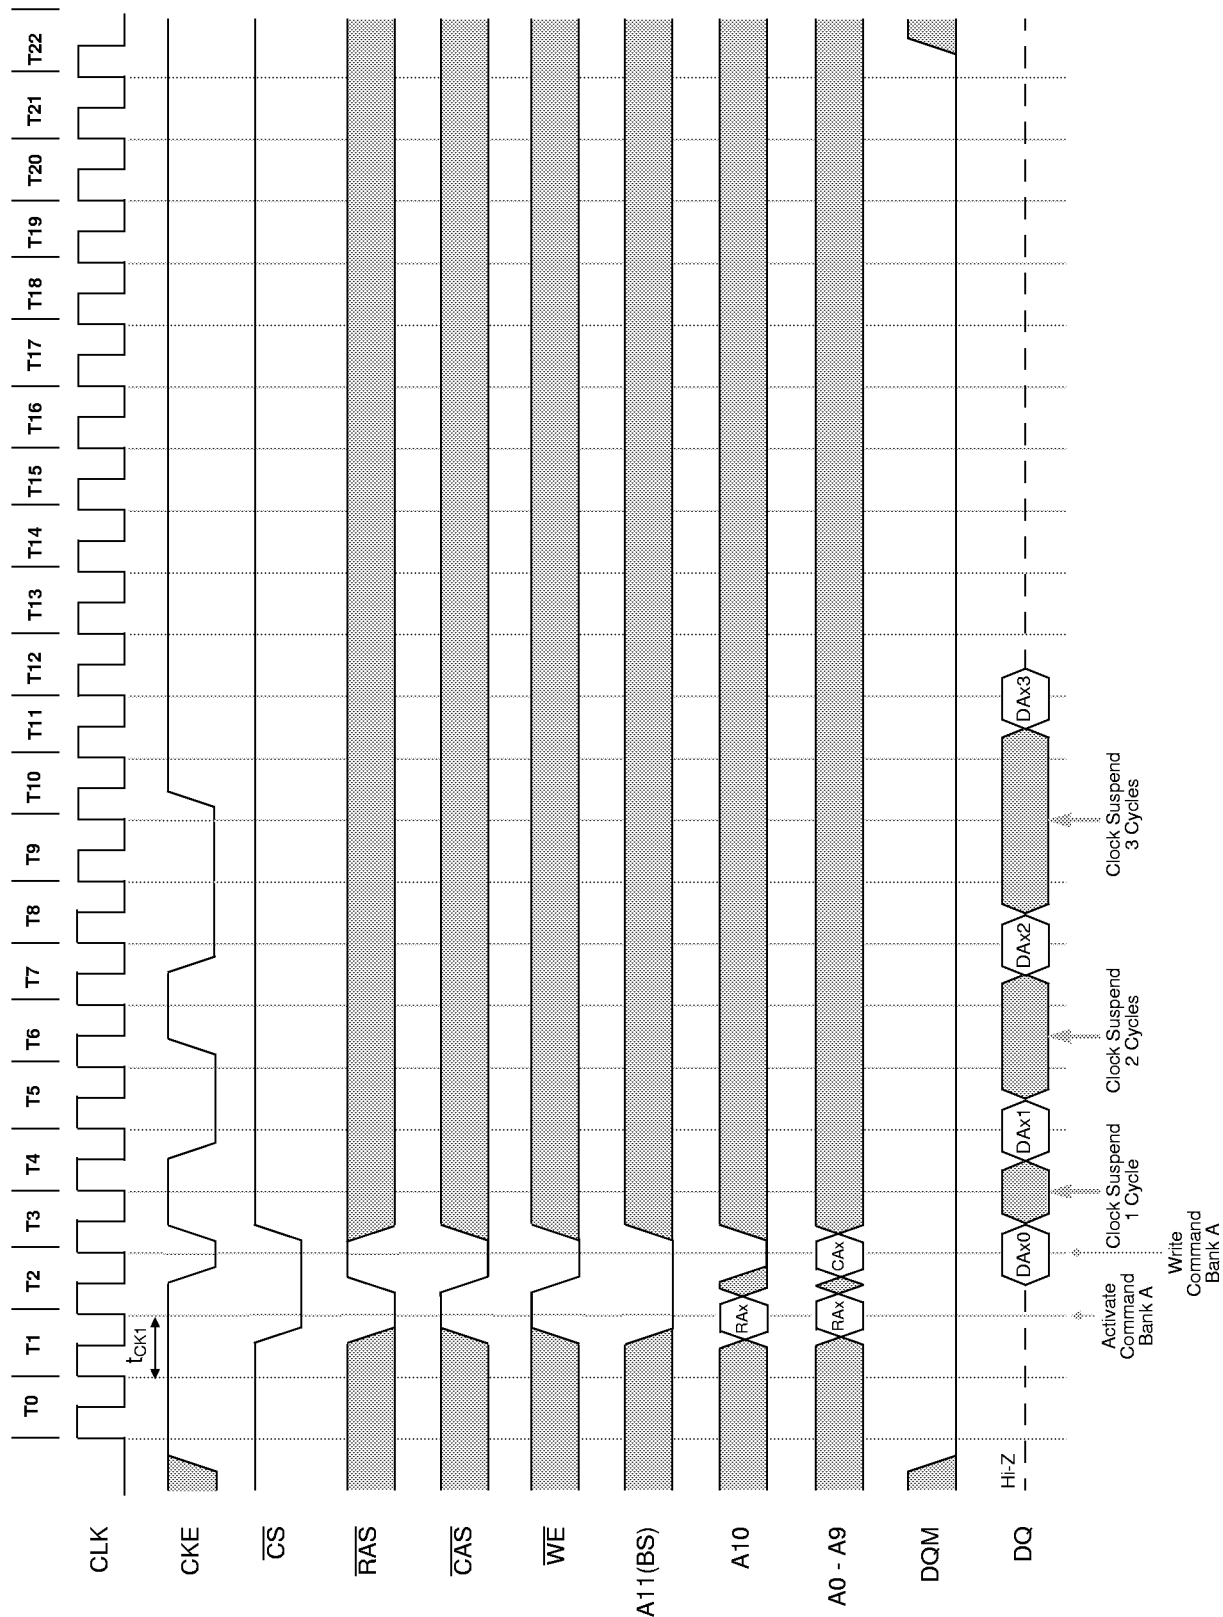 T0 T1 T2 T3 T4 T5 T6 T7 T8 T9 T10 T11 T12 T13 T14 T15 T16 T17 T18 T19 T20 T21 T22
CLK
tCK1
CKE
CS
RAS
CAS
WE
A11(BS)
A10
RAx
A0 - A9
RAx CAx
DQM
DQ
Hi-Z
DAx0 DAx1 DAx2 DAx3
Activate
Command
Bank A
Write
Command
Bank A
Clock Suspend
1 Cycle
Clock Suspend
2 Cycles
Clock Suspend
3 Cycles